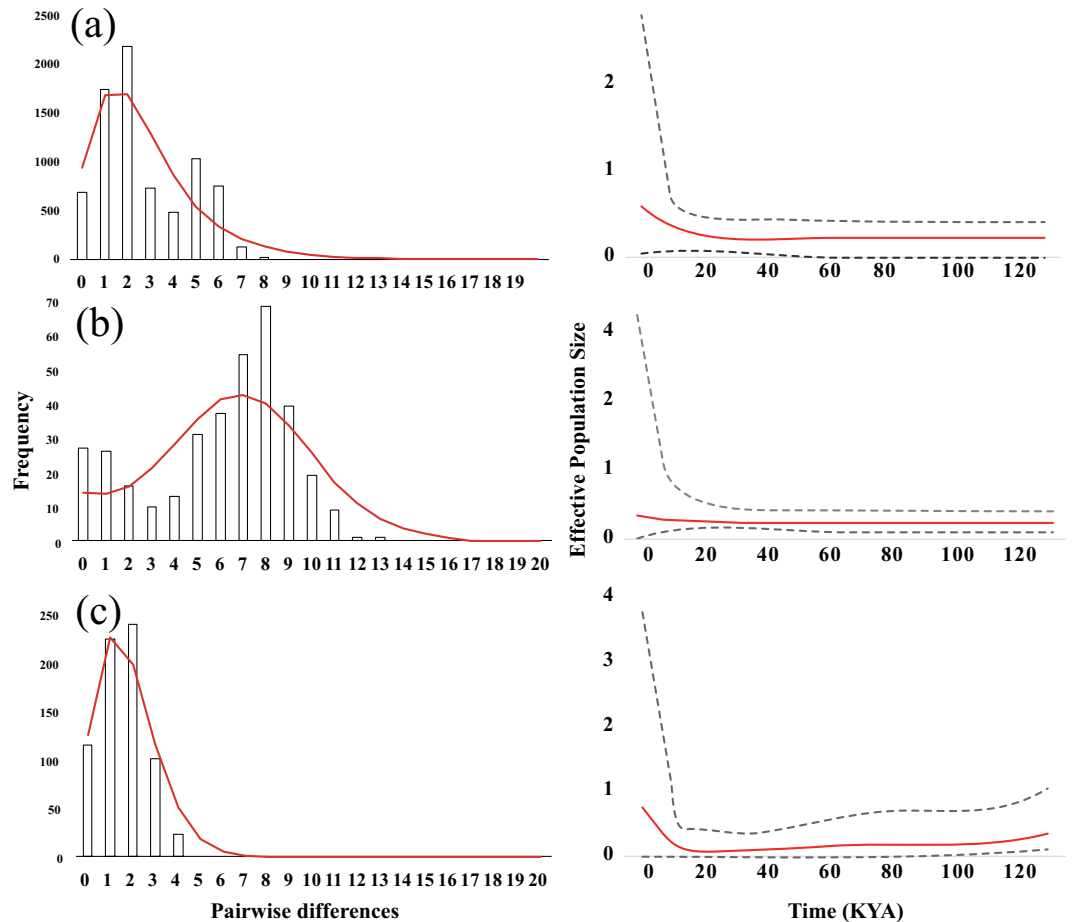 (a)
2500
2000
1500
1000
500
0
0 1 2 3 4 5 6 7 8 9 10 11 12 13 14 15 16 17 18 19
2
1
0
0 20 40 60 80 100 120
(b)
70
60
50
40
30
20
10
0
0 1 2 3 4 5 6 7 8 9 10 11 12 13 14 15 16 17 18 19 20
4
2
1
0
0 20 40 60 80 100 120
Frequency
Effective Population Size
(c)
250
200
150
100
50
0
0 1 2 3 4 5 6 7 8 9 10 11 12 13 14 15 16 17 18 19 20
4
3
2
1
0
0 20 40 60 80 100 120
Pairwise differences
Time (KYA)